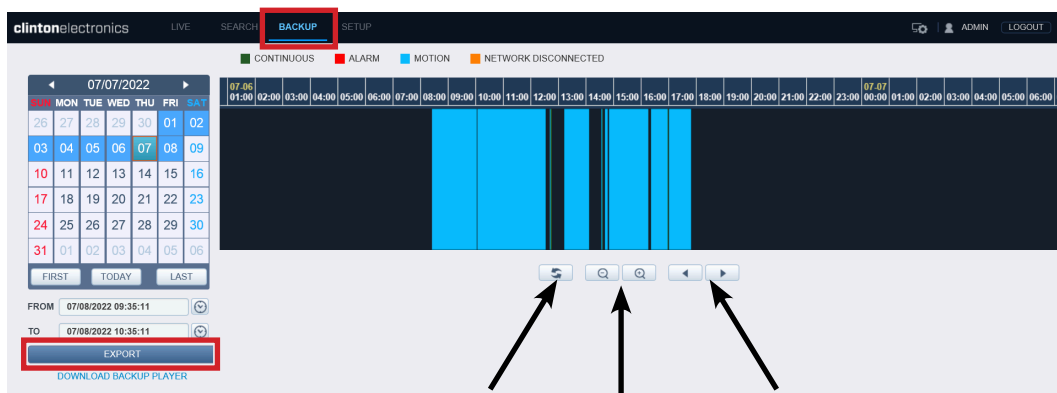 clintonelectronics LIVE SEARCH BACKUP SETUP ADMIN LOGOUT
CONTINUOUS ALARM MOTION NETWORK DISCONNECTED
07/07/2022
SUN MON TUE WED THU FRI SAT
26 27 28 29 30 01 02
03 04 05 06 07 08 09
10 11 12 13 14 15 16
17 18 19 20 21 22 23
24 25 26 27 28 29 30
31 01 02 03 04 05 06
FIRST TODAY LAST
FROM 07/08/2022 09:35:11
TO 07/08/2022 10:35:11
EXPORT
DOWNLOAD BACKUP PLAYER
07-06 07-07
01:00 02:00 03:00 04:00 05:00 06:00 07:00 08:00 09:00 10:00 11:00 12:00 13:00 14:00 15:00 16:00 17:00 18:00 19:00 20:00 21:00 22:00 23:00 00:00 01:00 02:00 03:00 04:00 05:00 06:00